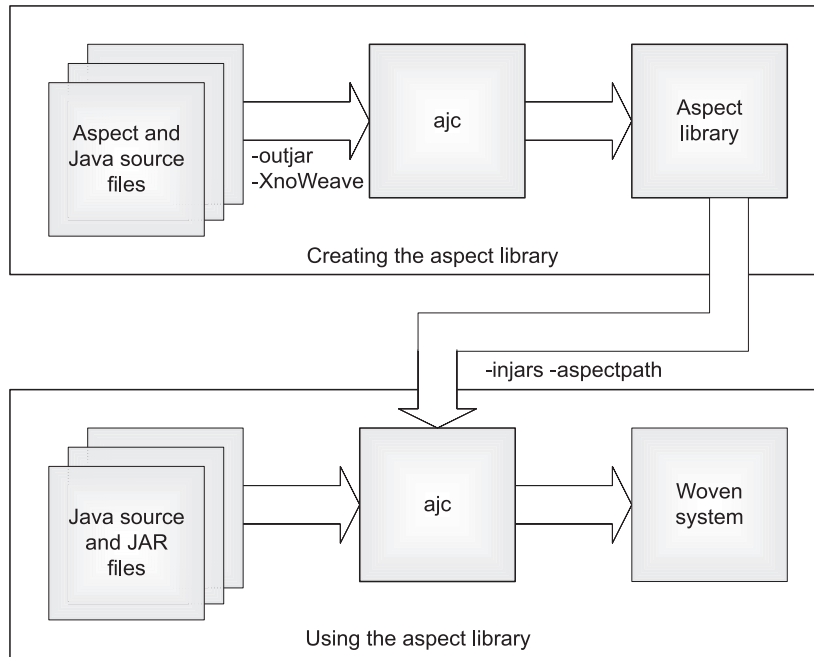 Aspect and
Java source
files
-outjar
-XnoWeave
ajc
Aspect
library
Creating the aspect library
-injars -aspectpath
Java source
and JAR
files
ajc
Woven
system
Using the aspect library